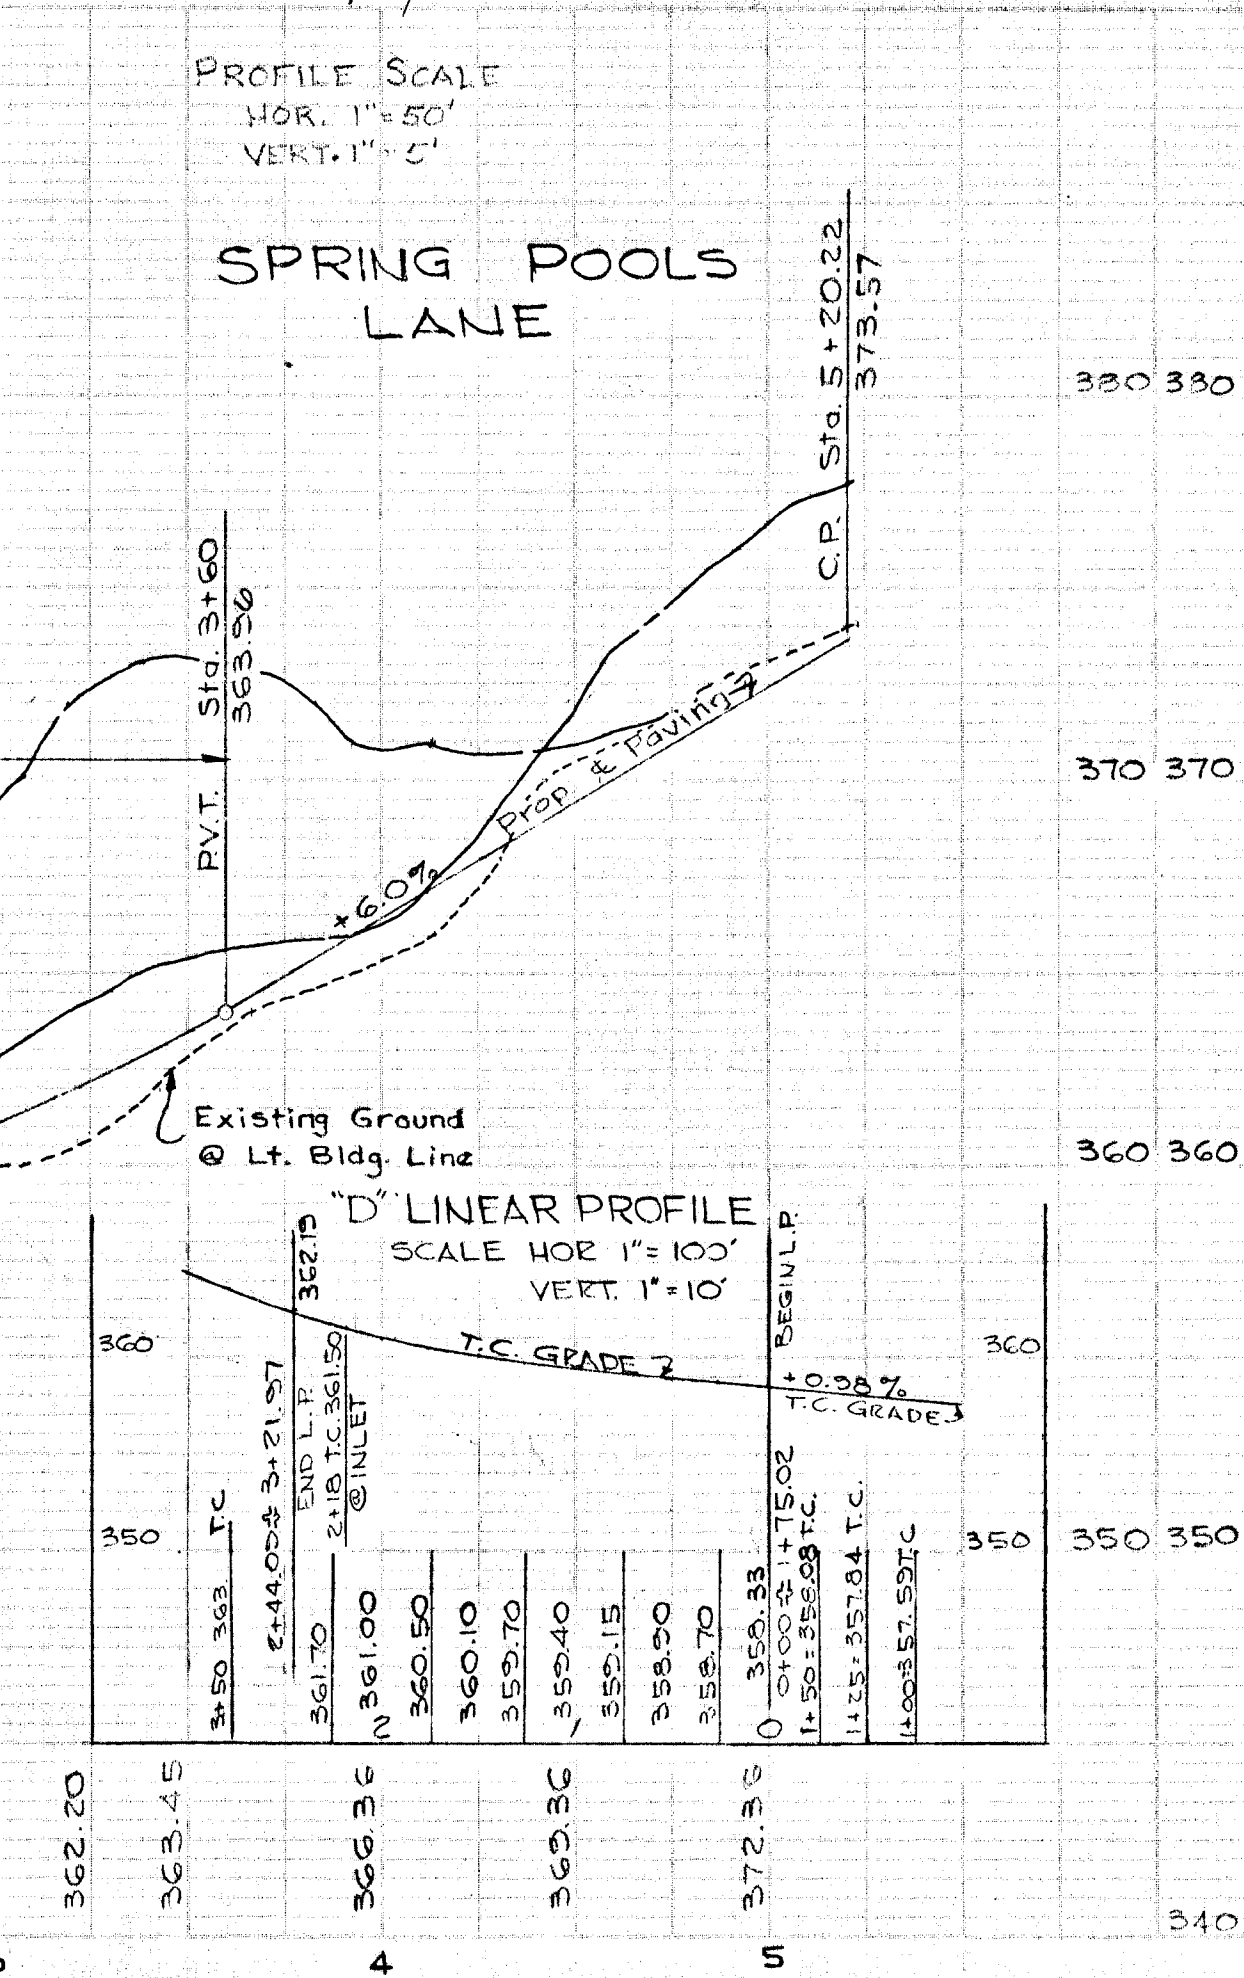 PROFILE SCALE
HOR. 1"=50'
VERT. 1"=5'
SPRING POOLS
LANE
C.P. Sta. 5+20.22
373.57
380 380
P.V.T. Sta. 3+60
363.96
370 370
Prop ℄ Paving
+6.0%
Existing Ground
@ Lt. Bldg. Line
360 360
"D" LINEAR PROFILE
SCALE HOR 1"=100'
VERT. 1"=10'
360
T.C. GRADE
360
+0.98%
T.C. GRADE
350
350
350 350
3+50 363 T.C
2+44.05 = 3+21.97
END L.P. 362.19
2+18 T.C. 361.50
@ INLET
361.70
2 361.00
360.50
360.10
359.70
1 359.40
359.15
358.90
358.70
0 358.33
BEGIN L.P.
0+00 = 1+75.02
1+50=358.08 T.C.
1+25=357.84 T.C.
1+00=357.59 T.C
362.20
363.45
366.36
369.36
372.36
340
4
5